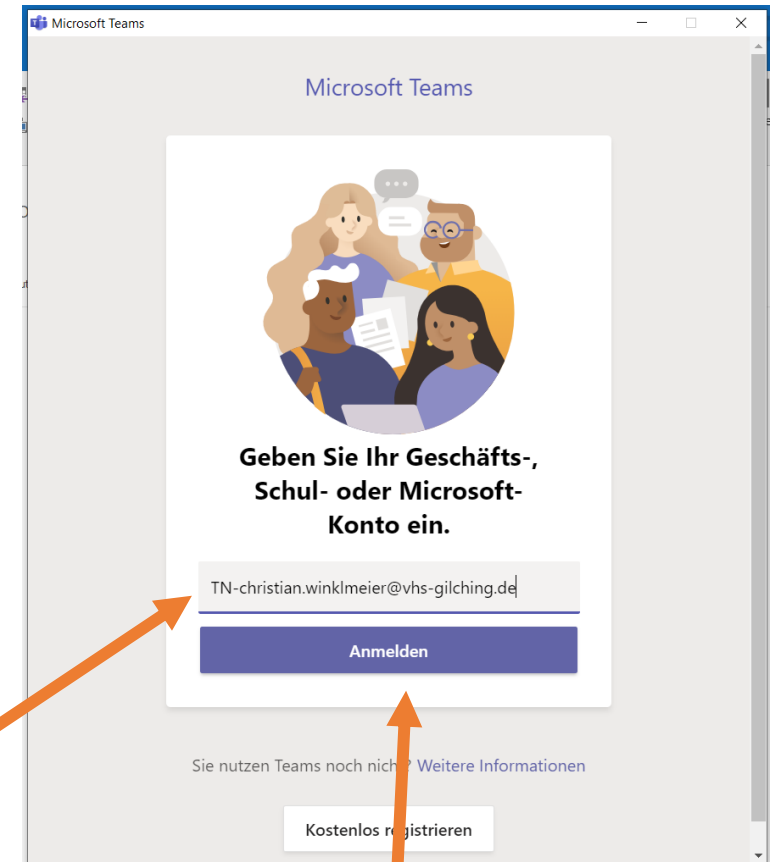 Microsoft Teams
Microsoft Teams
Geben Sie Ihr Geschäfts-,
Schul- oder Microsoft-
Konto ein.
TN-christian.winklmeier@vhs-gilching.de
Anmelden
Sie nutzen Teams noch nich? Weitere Informationen
Kostenlos registrieren